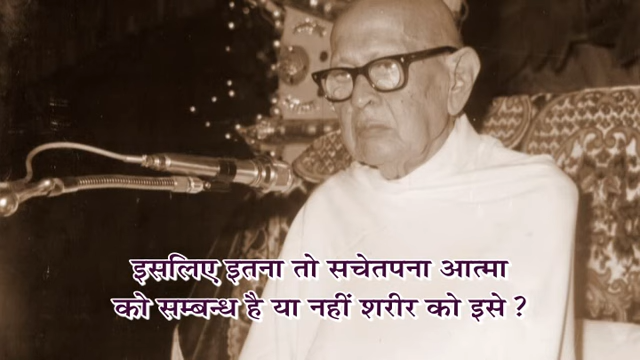 इसलिए इतना तो सचेतपना आत्मा
को सम्बन्ध है या नहीं शरीर को इसे ?